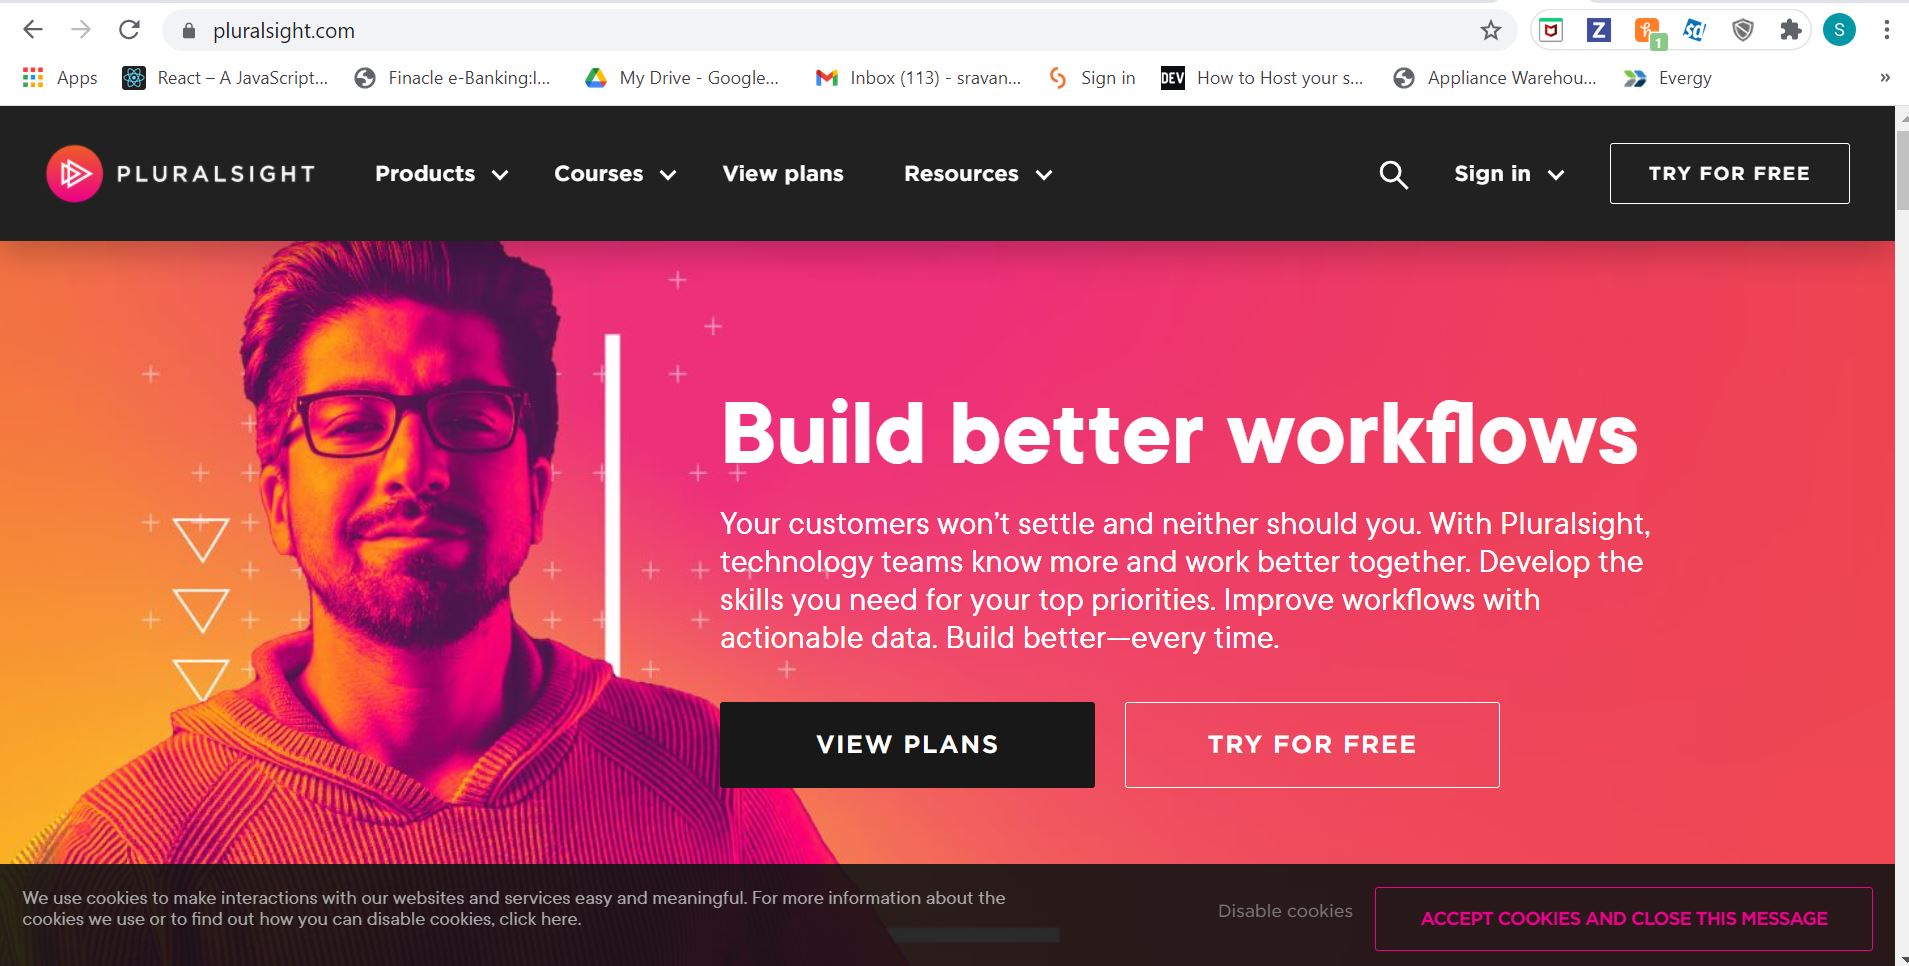 pluralsight.com
1
S
Apps
React – A JavaScript...
Finacle e-Banking:I...
My Drive - Google...
Inbox (113) - sravan...
Sign in
DEV
How to Host your s...
Appliance Warehou...
Evergy
»
PLURALSIGHT
Products
Courses
View plans
Resources
Sign in
TRY FOR FREE
Build better workflows
Your customers won’t settle and neither should you. With Pluralsight,
technology teams know more and work better together. Develop the
skills you need for your top priorities. Improve workflows with
actionable data. Build better—every time.
VIEW PLANS
TRY FOR FREE
We use cookies to make interactions with our websites and services easy and meaningful. For more information about the
cookies we use or to find out how you can disable cookies, click here.
Disable cookies
ACCEPT COOKIES AND CLOSE THIS MESSAGE